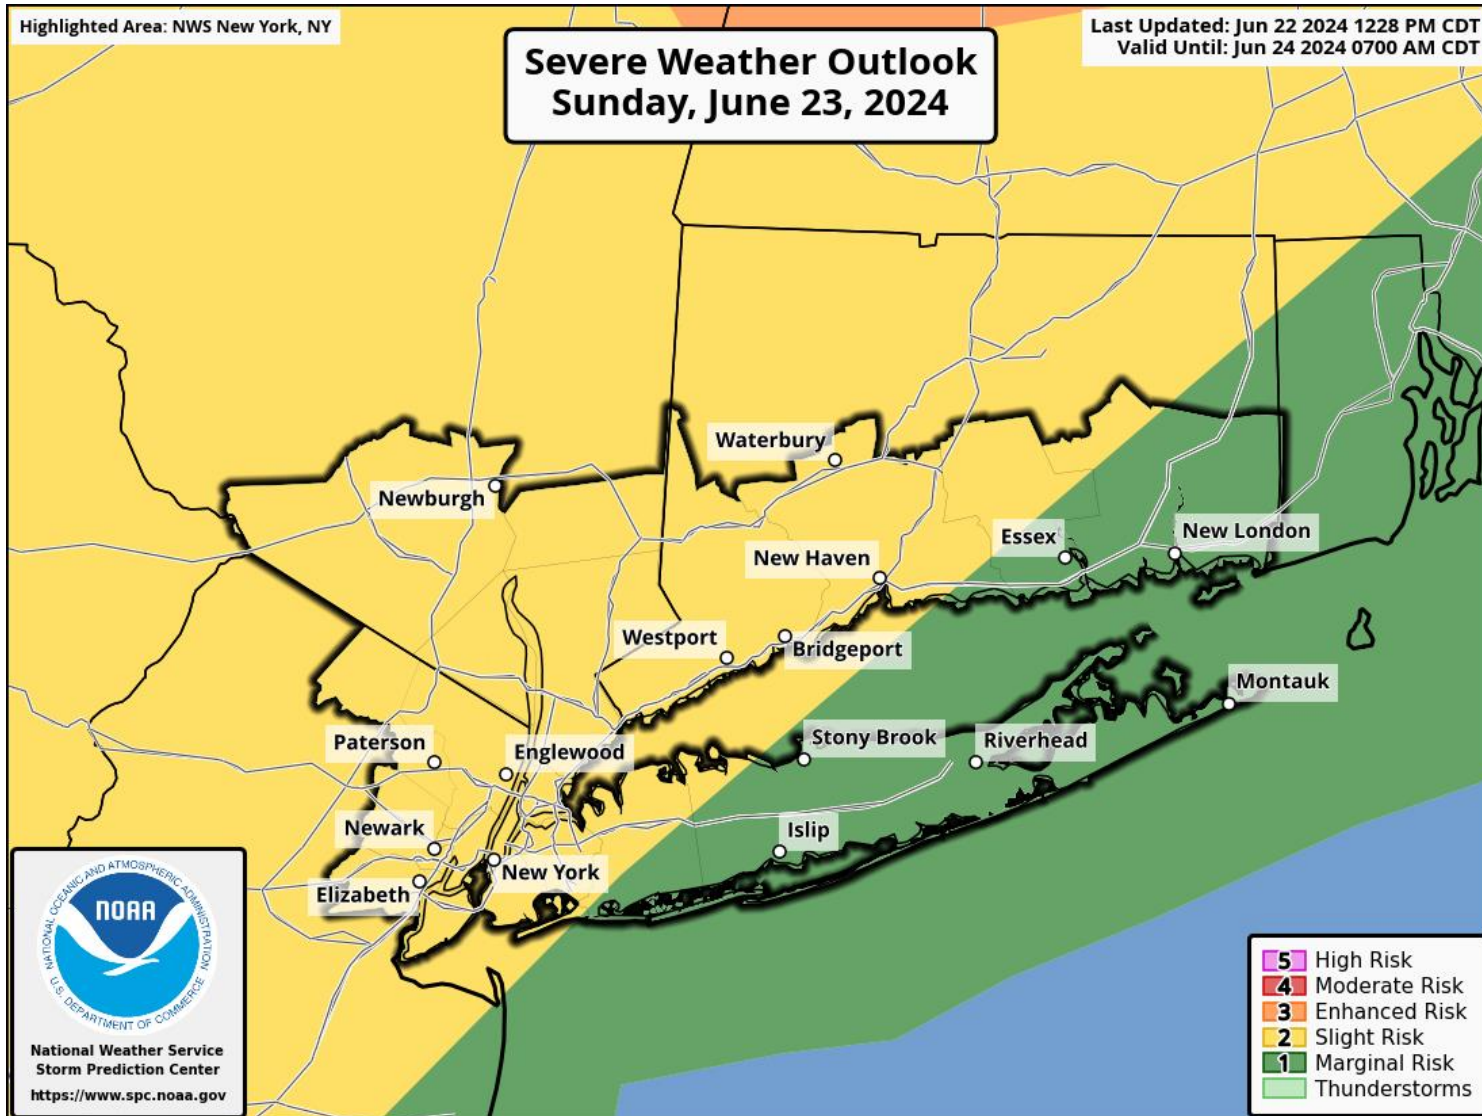 Highlighted Area: NWS New York, NY
Last Updated: Jun 22 2024 1228 PM CDT
Valid Until: Jun 24 2024 0700 AM CDT
Severe Weather Outlook
Sunday, June 23, 2024
Waterbury
Newburgh
Essex
New London
New Haven
Westport
Bridgeport
Montauk
Paterson
Englewood
Stony Brook
Riverhead
Newark
Islip
New York
Elizabeth
NATIONAL OCEANIC AND ATMOSPHERIC ADMINISTRATION
NOAA
U.S. DEPARTMENT OF COMMERCE
National Weather Service
Storm Prediction Center
https://www.spc.noaa.gov
5 High Risk
4 Moderate Risk
3 Enhanced Risk
2 Slight Risk
1 Marginal Risk
Thunderstorms